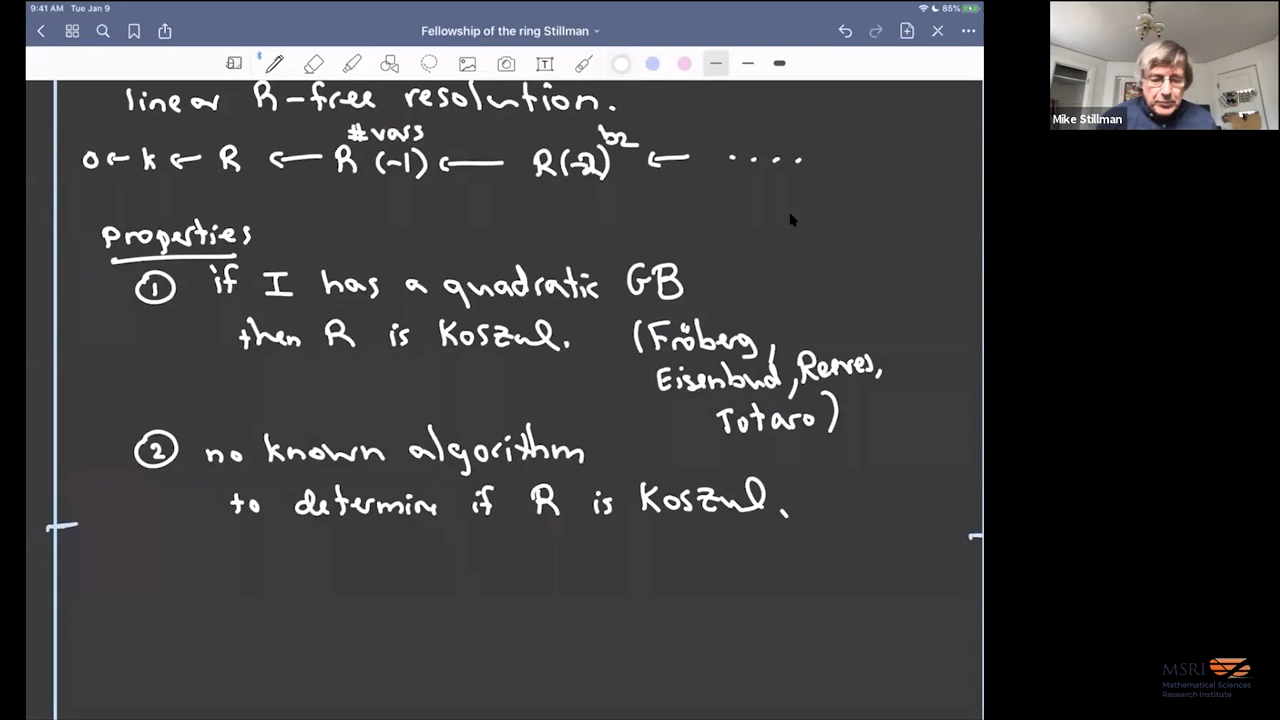 9:41 AM Tue Jan 9
85%
Fellowship of the ring Stillman
linear R-free resolution.
#vars
0 ← k ← R ← R (-1) ← R(-2)^b2 ← ....
Properties
① if I has a quadratic GB
then R is Koszul. (Fröberg,
Eisenbud, Reeves,
Totaro)
② no known algorithm
to determine if R is Koszul.
Mike Stillman
MSRI
Mathematical Sciences
Research Institute